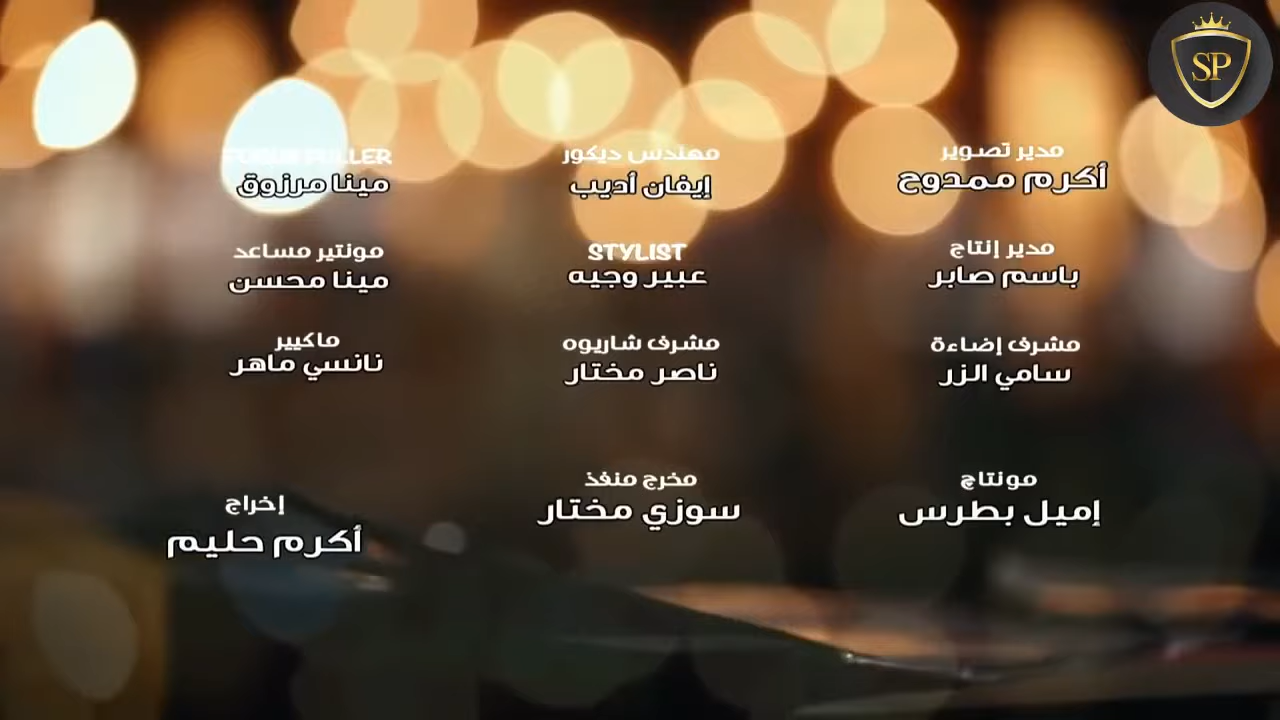 SP
مدير تصوير
أكرم ممدوح
مهندس ديكور
إيفان أديب
FOCUS PULLER
مينا مرزوق
مدير إنتاج
باسم صابر
STYLIST
عبير وجيه
مونتير مساعد
مينا محسن
مشرف إضاءة
سامي الزر
مشرف شاريوه
ناصر مختار
ماكيير
نانسي ماهر
مونتاج
إميل بطرس
مخرج منفذ
سوزي مختار
إخراج
أكرم حليم